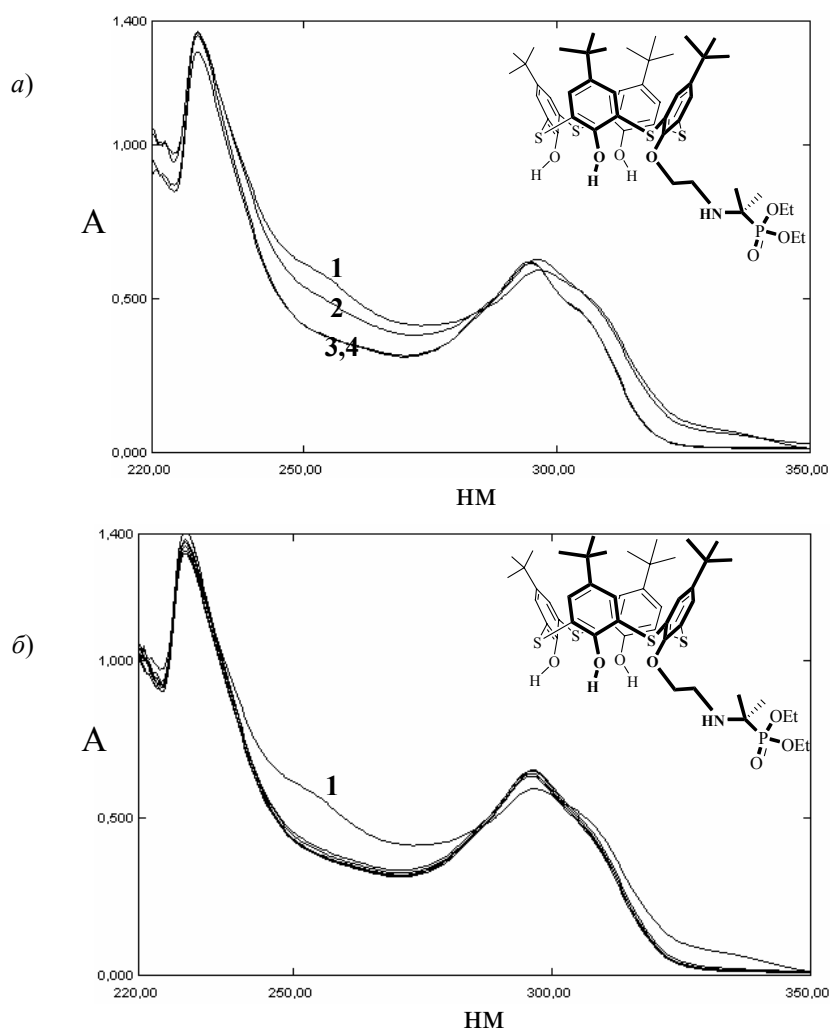 а)
1,400
1,000
A
0,500
0,000
220,00
250,00
300,00
350,00
нм
1
2
3,4
S
S
S
S
O
H
O
H
O
H
O
HN
OEt
P
OEt
O
б)
1,400
1,000
A
0,500
0,000
220,00
250,00
300,00
350,00
нм
1
S
S
S
S
O
H
O
H
O
H
O
HN
OEt
P
OEt
O